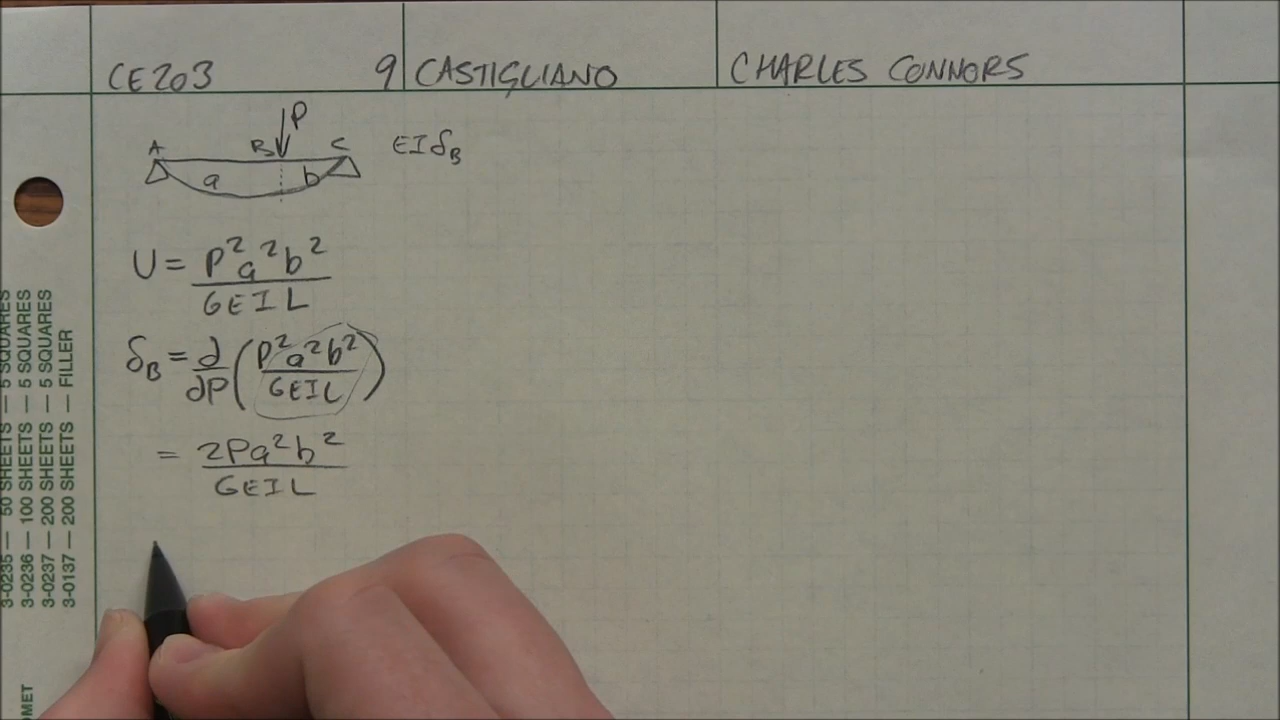 CE203 9 CASTIGLIANO CHARLES CONNORS
P
A B C EIδ_B
a b
U = P²a²b² / 6EIL
δ_B = ∂/∂P (P²a²b² / 6EIL)
= 2Pa²b² / 6EIL
3-0235 — 50 SHEETS — 5 SQUARES
3-0236 — 100 SHEETS — 5 SQUARES
3-0237 — 200 SHEETS — 5 SQUARES
3-0137 — 200 SHEETS — FILLER